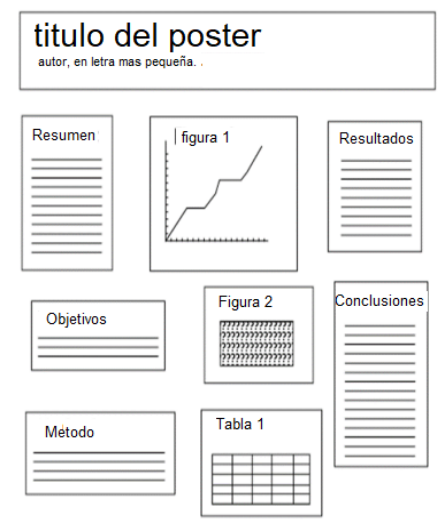 titulo del poster
autor, en letra mas pequeña. .
Resumen
figura 1
Resultados
Objetivos
Figura 2
Conclusiones
Método
Tabla 1